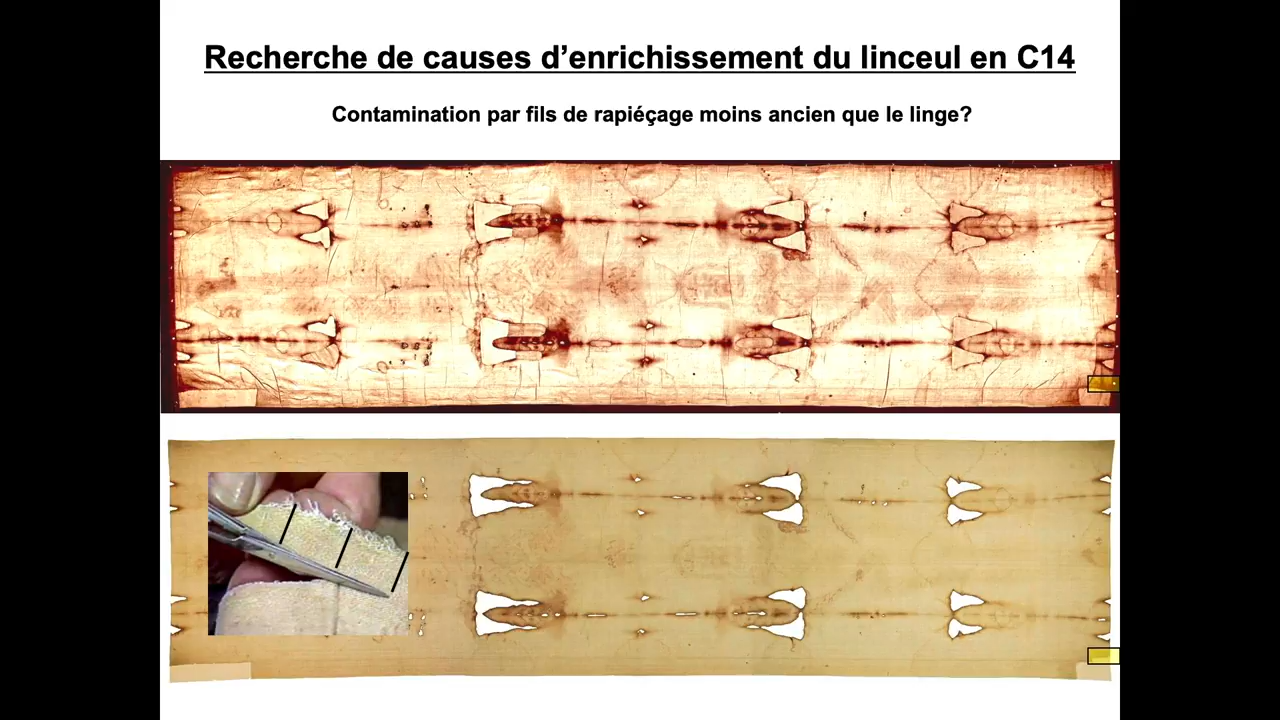 Recherche de causes d’enrichissement du linceul en C14
Contamination par fils de rapiéçage moins ancien que le linge?